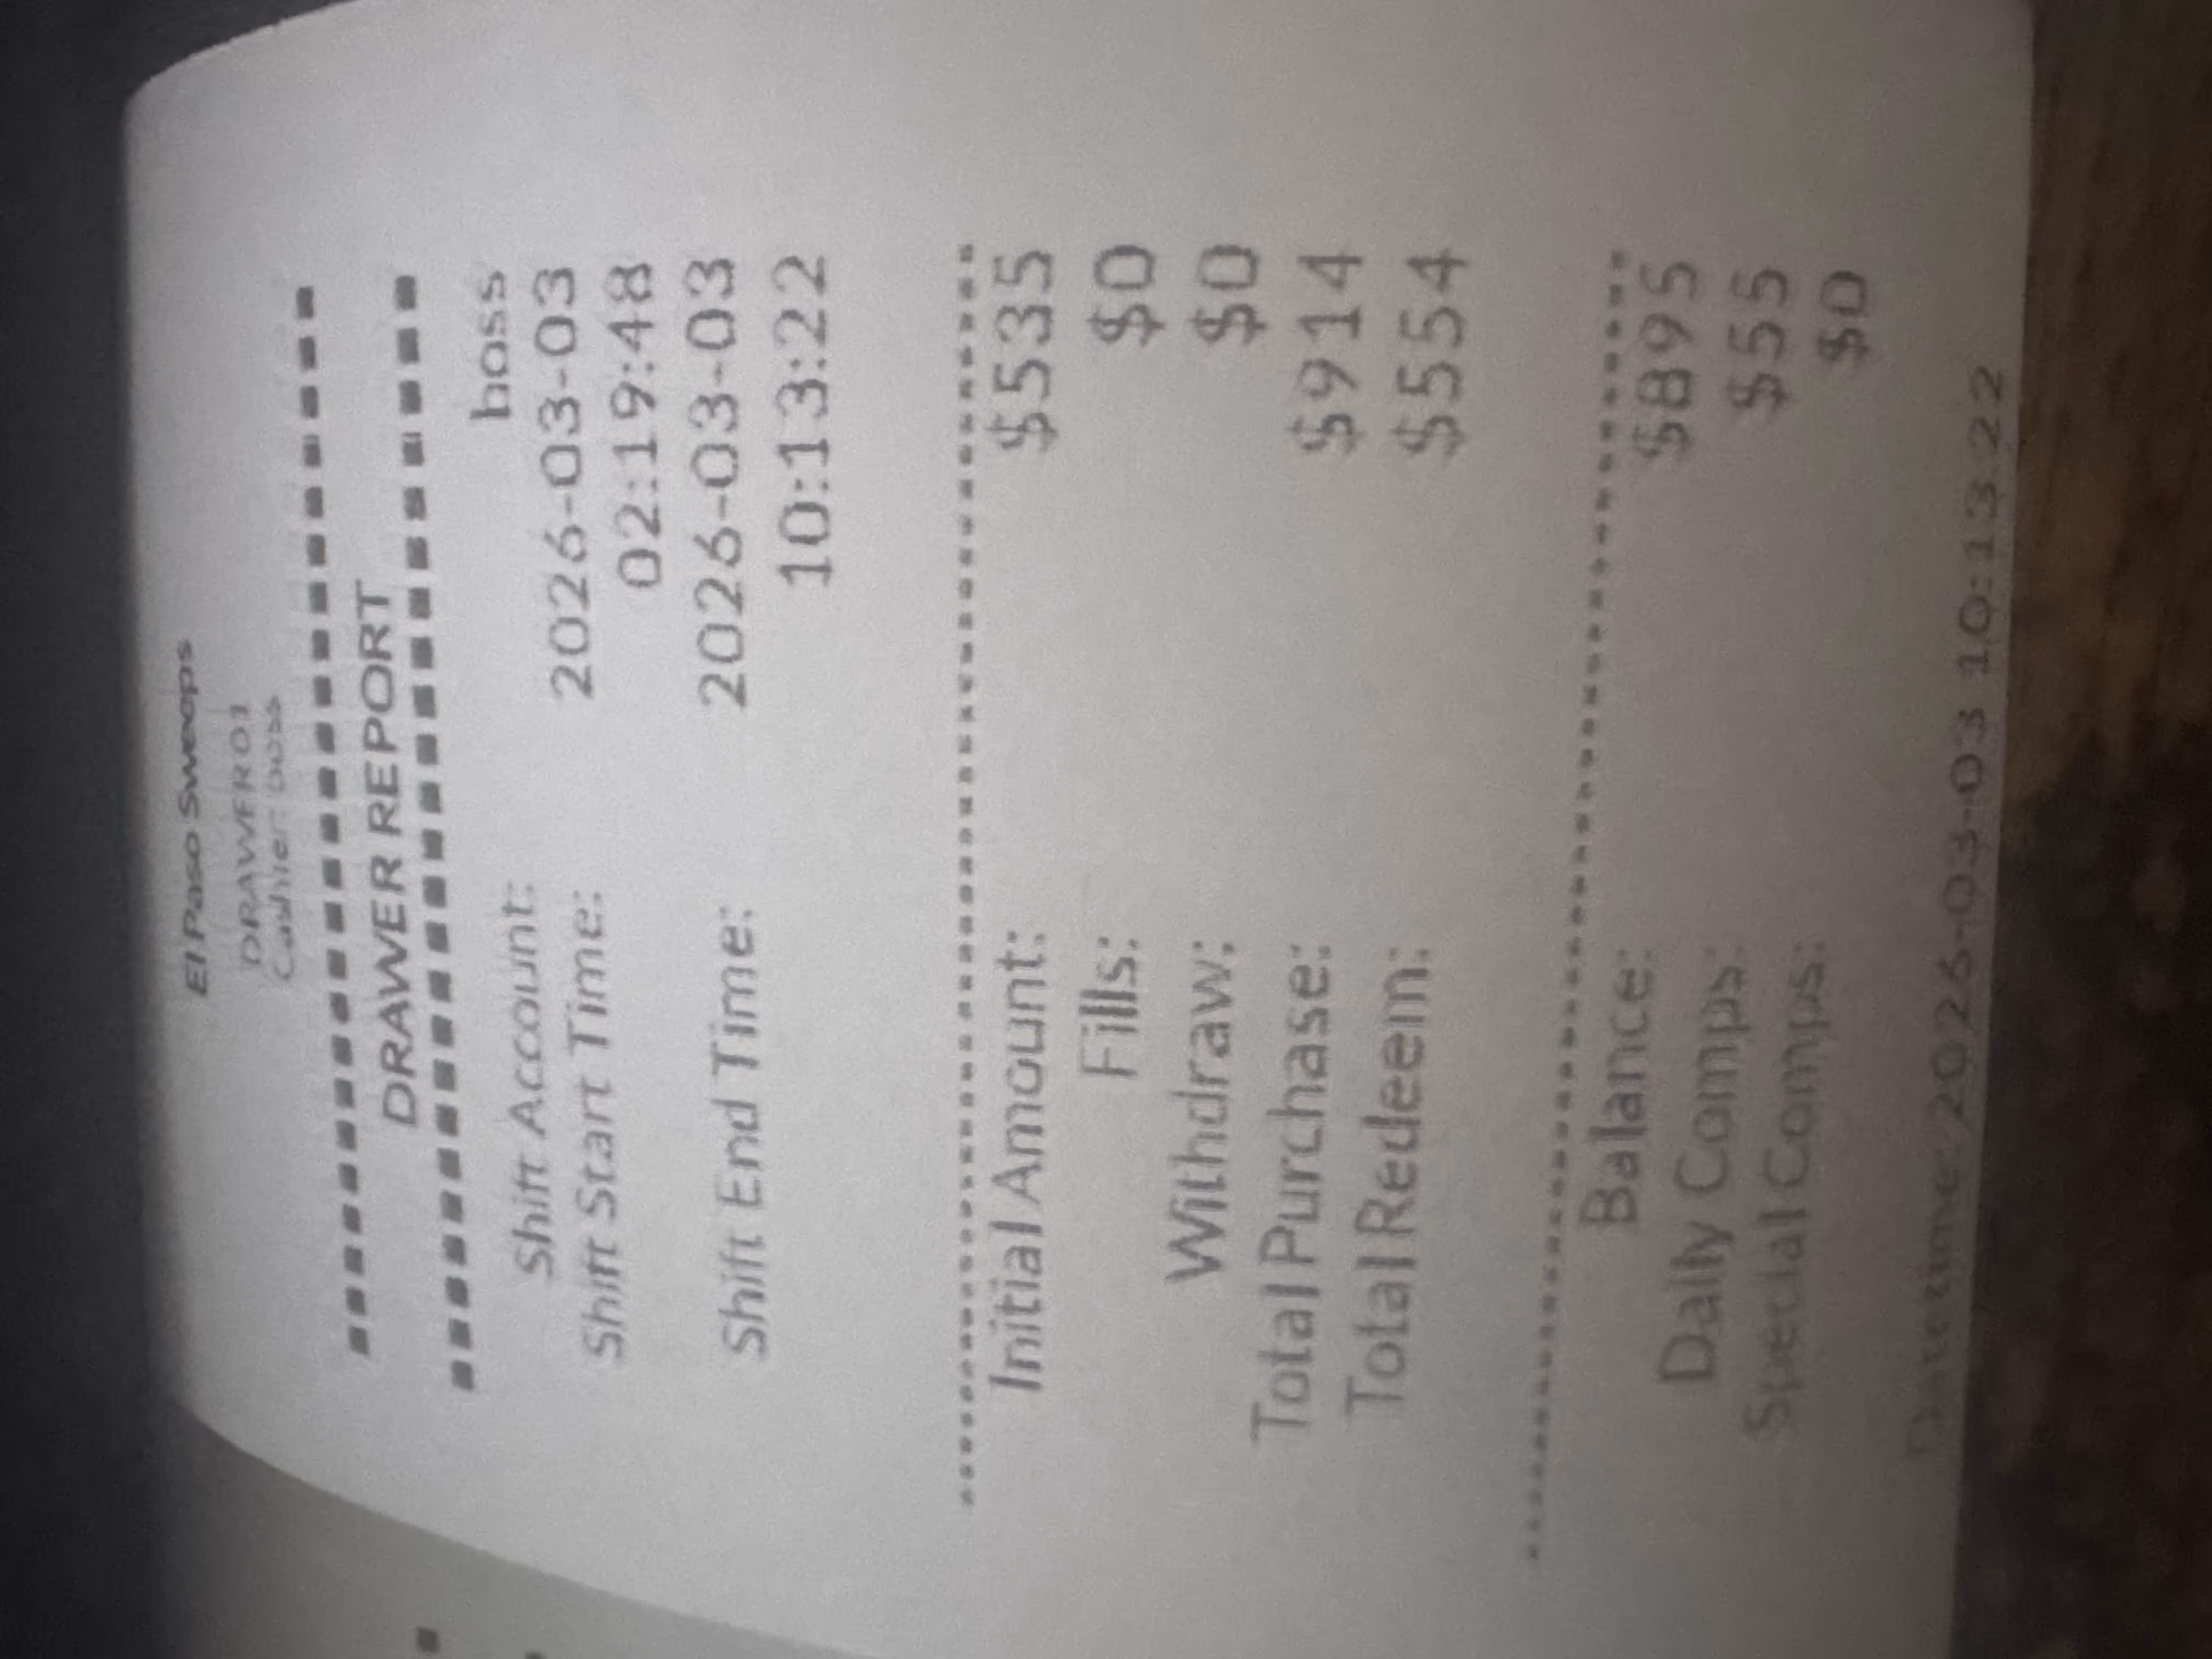 El Paso Sweeps
DRAWER01
Cashier: boss
DRAWER REPORT
Shift Account: boss
Shift Start Time: 2026-03-03
02:19:48
Shift End Time: 2026-03-03
10:13:22
Initial Amount: $535
Fills: $0
Withdraw: $0
Total Purchase: $914
Total Redeem: $554
Balance: $895
Daily Comps: $55
Special Comps: $0
Date time: 2026-03-03 10:13:22